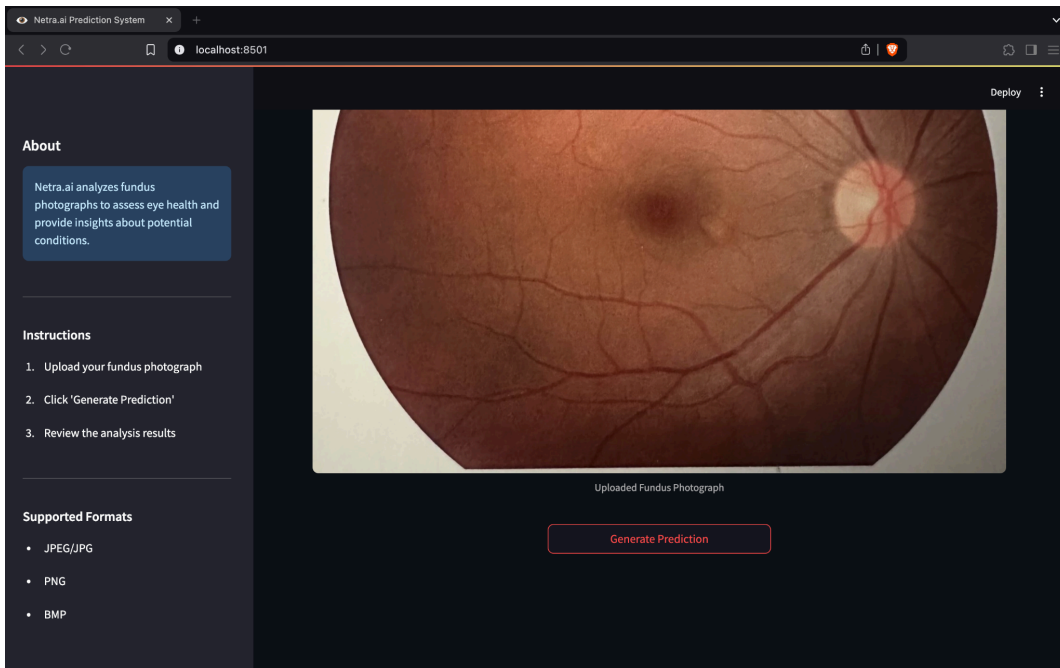 Netra.ai Prediction System
localhost:8501
Deploy
About
Netra.ai analyzes fundus
photographs to assess eye health and
provide insights about potential
conditions.
Instructions
1. Upload your fundus photograph
2. Click 'Generate Prediction'
3. Review the analysis results
Supported Formats
• JPEG/JPG
• PNG
• BMP
Uploaded Fundus Photograph
Generate Prediction